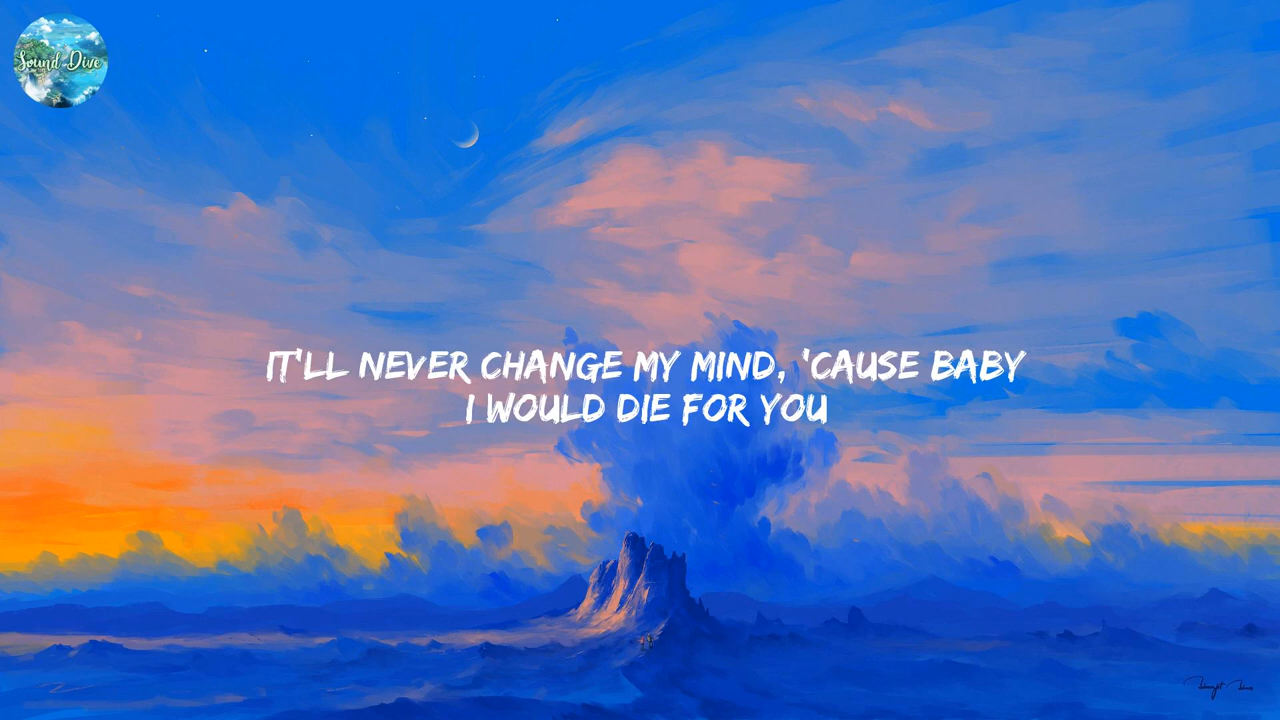 Sound Dive
IT'LL NEVER CHANGE MY MIND, 'CAUSE BABY
I WOULD DIE FOR YOU